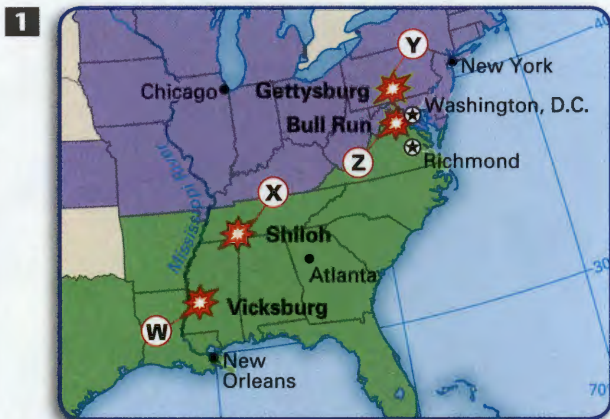 1
Y
New York
Chicago
Gettysburg
Washington, D.C.
Bull Run
Z
Richmond
X
Mississippi River
Shiloh
Atlanta
Vicksburg
W
New
Orleans
30
70°